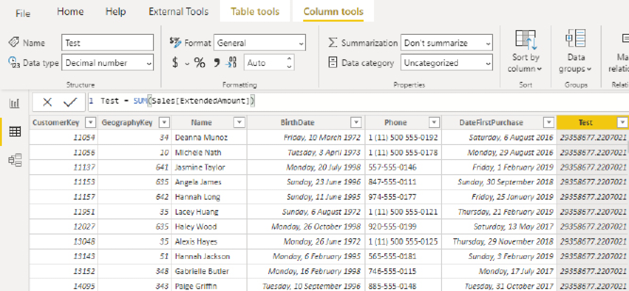 File Home Help External Tools Table tools Column tools
Name Test Format General Summarization Don't summarize
Data type Decimal number $ % Auto Data category Uncategorized Sort by column Data groups
Structure Formatting Properties Sort Groups
1 Test = SUM(Sales[ExtendedAmount])
CustomerKey GeographyKey Name BirthDate Phone DateFirstPurchase Test
11054 34 Deanna Munoz Friday, 10 March 1972 1 (11) 500 555-0192 Saturday, 6 August 2016 29358677.2207021
11056 10 Michele Nath Tuesday, 3 April 1973 1 (11) 500 555-0178 Monday, 29 August 2016 29358677.2207021
11137 641 Jasmine Taylor Monday, 20 July 1998 557-555-0146 Friday, 1 February 2019 29358677.2207021
11153 635 Angela James Sunday, 23 June 1996 847-555-0111 Sunday, 30 September 2018 29358677.2207021
11157 642 Hannah Long Sunday, 11 June 1995 974-555-0177 Friday, 25 January 2019 29358677.2207021
11951 35 Lacey Huang Sunday, 6 August 1972 1 (11) 500 555-0121 Thursday, 21 February 2019 29358677.2207021
12027 635 Haley Wood Monday, 26 October 1998 920-555-0199 Saturday, 13 May 2017 29358677.2207021
13048 35 Alexis Hayes Monday, 26 June 1972 1 (11) 500 555-0125 Thursday, 29 November 2018 29358677.2207021
13143 51 Hannah Jackson Monday, 6 February 1995 565-555-0181 Sunday, 3 February 2019 29358677.2207021
13152 348 Gabrielle Butler Monday, 16 February 1998 746-555-0115 Monday, 17 July 2017 29358677.2207021
14095 343 Paige Griffin Tuesday, 10 September 1996 885-555-0148 Tuesday, 31 October 2017 29358677.2207021